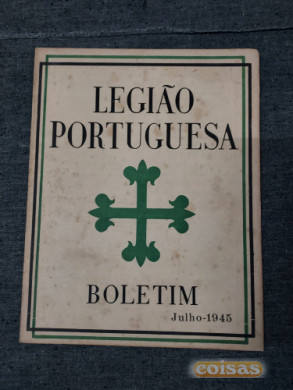 LEGIÃO
PORTUGUESA
BOLETIM
Julho-1945
coisas